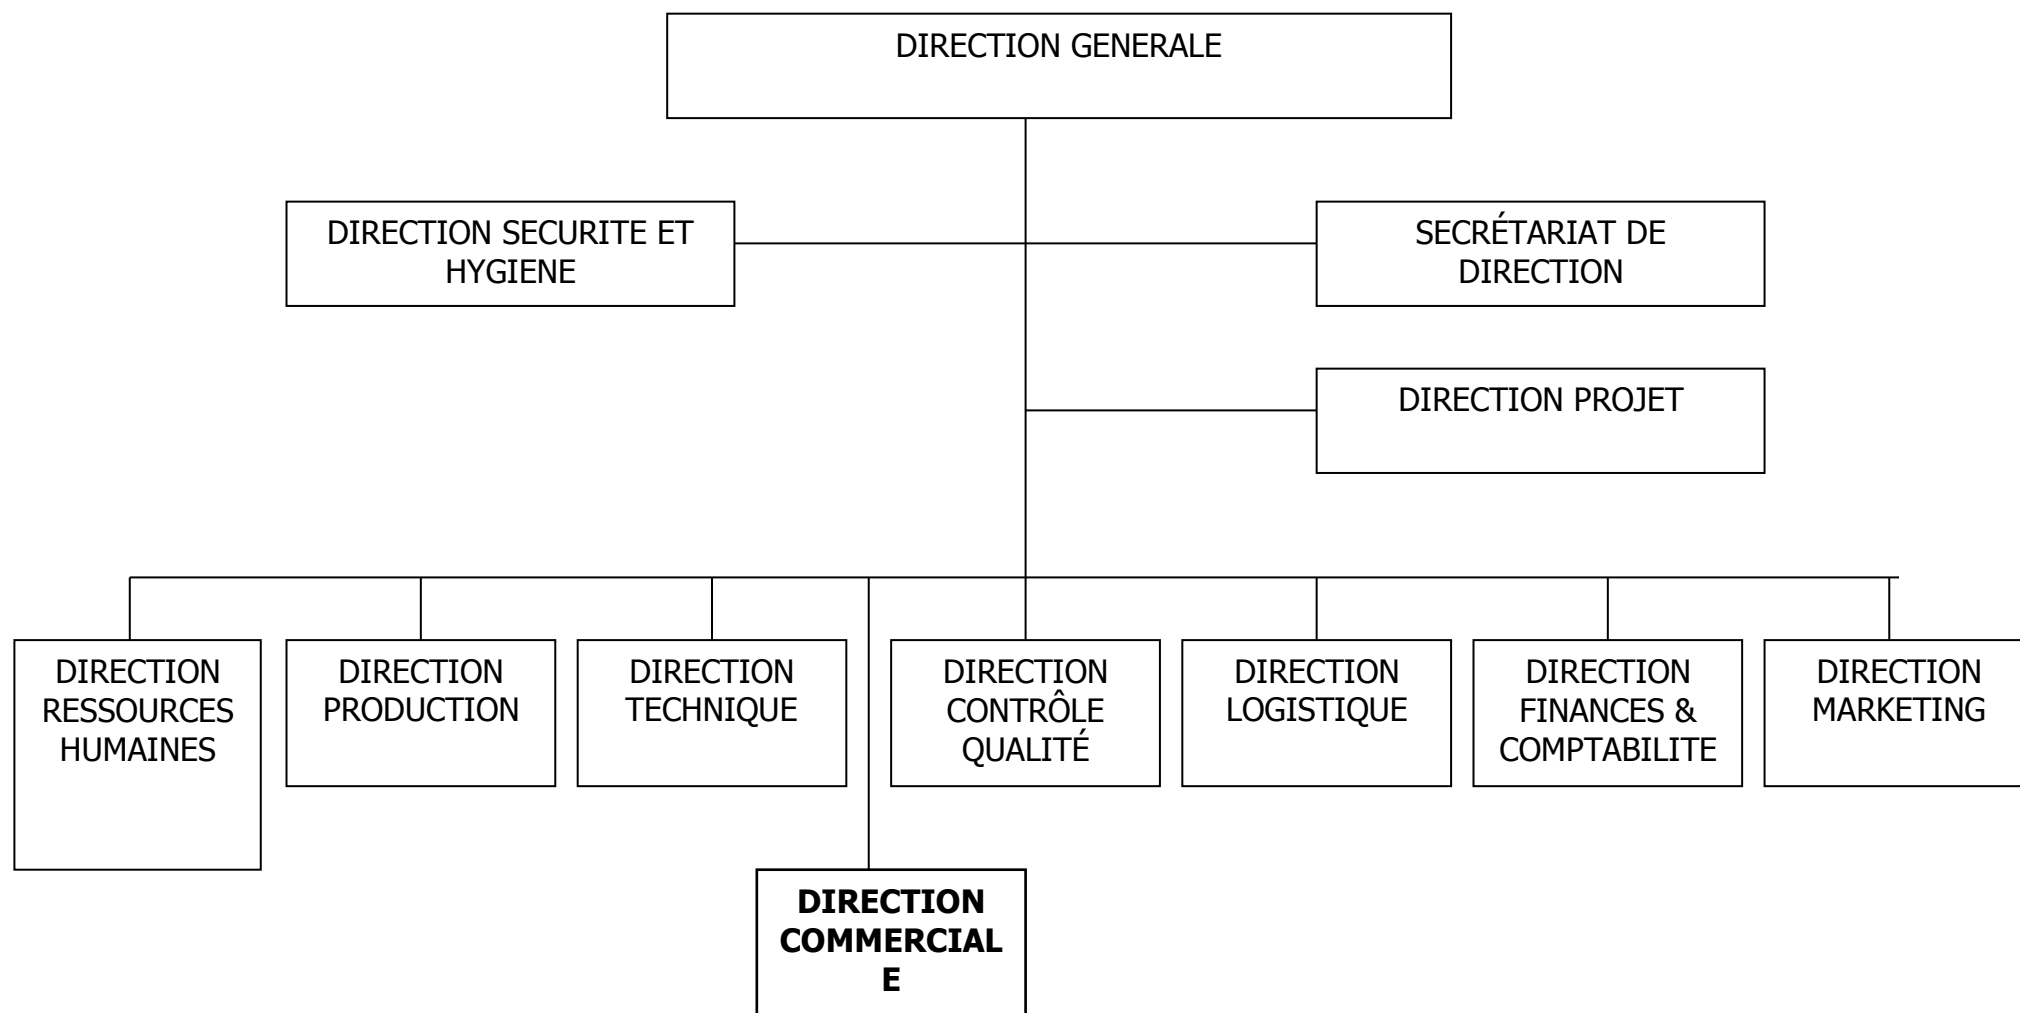 DIRECTION GENERALE
DIRECTION SECURITE ET
HYGIENE
SECRÉTARIAT DE
DIRECTION
DIRECTION PROJET
DIRECTION
RESSOURCES
HUMAINES
DIRECTION
PRODUCTION
DIRECTION
TECHNIQUE
DIRECTION
CONTRÔLE
QUALITÉ
DIRECTION
LOGISTIQUE
DIRECTION
FINANCES &
COMPTABILITE
DIRECTION
MARKETING
DIRECTION
COMMERCIAL
E